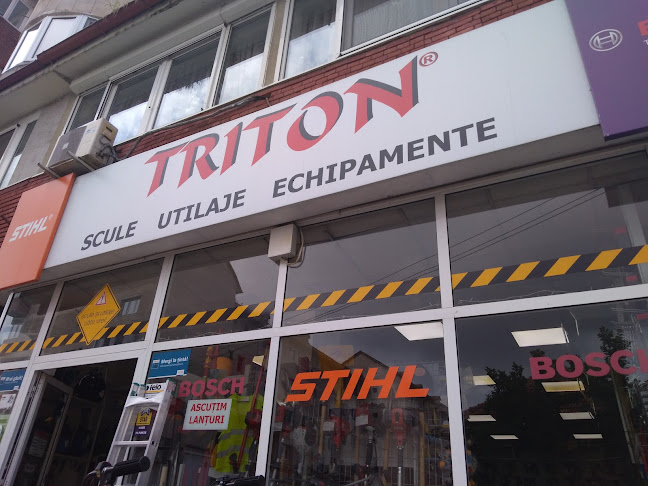 TRITON®
SCULE UTILAJE ECHIPAMENTE
STIHL
BOSCH
ASCUTIM
LANTURI
STIHL
BOSCH